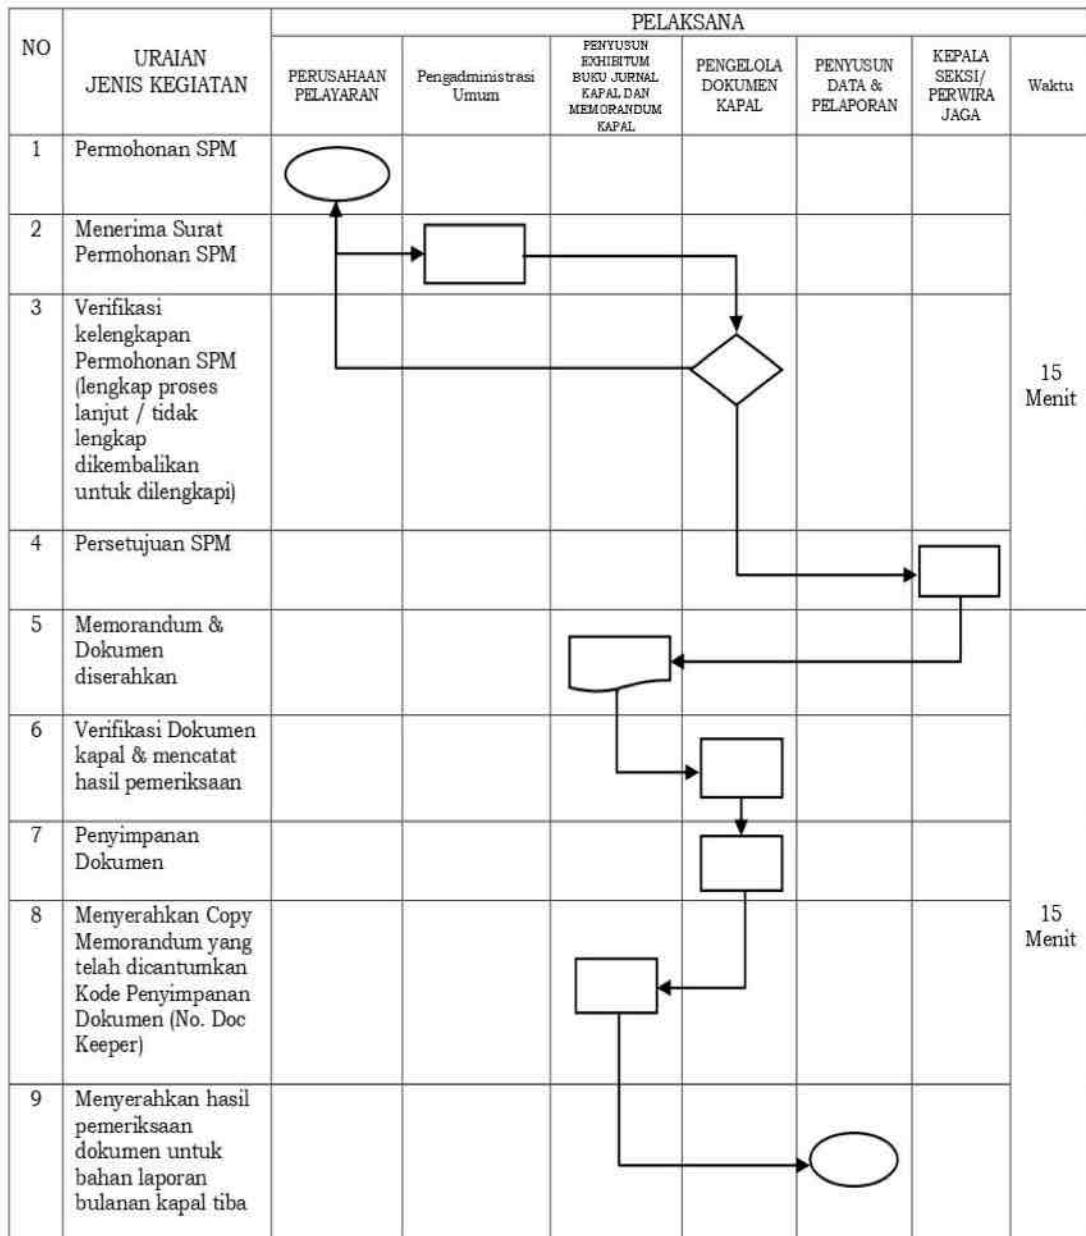 NO
URAIAN
JENIS KEGIATAN
PELAKSANA
PERUSAHAAN
PELAYARAN
Pengadministrasi
Umum
PENYUSUN
EXHIBITUM
BUKU JURNAL
KAPAL DAN
MEMORANDUM
KAPAL
PENGELOLA
DOKUMEN
KAPAL
PENYUSUN
DATA &
PELAPORAN
KEPALA
SEKSI/
PERWIRA
JAGA
Waktu
1
Permohonan SPM
2
Menerima Surat
Permohonan SPM
3
Verifikasi
kelengkapan
Permohonan SPM
(lengkap proses
lanjut / tidak
lengkap
dikembalikan
untuk dilengkapi)
15
Menit
4
Persetujuan SPM
5
Memorandum &
Dokumen
diserahkan
6
Verifikasi Dokumen
kapal & mencatat
hasil pemeriksaan
7
Penyimpanan
Dokumen
8
Menyerahkan Copy
Memorandum yang
telah dicantumkan
Kode Penyimpanan
Dokumen (No. Doc
Keeper)
15
Menit
9
Menyerahkan hasil
pemeriksaan
dokumen untuk
bahan laporan
bulanan kapal tiba